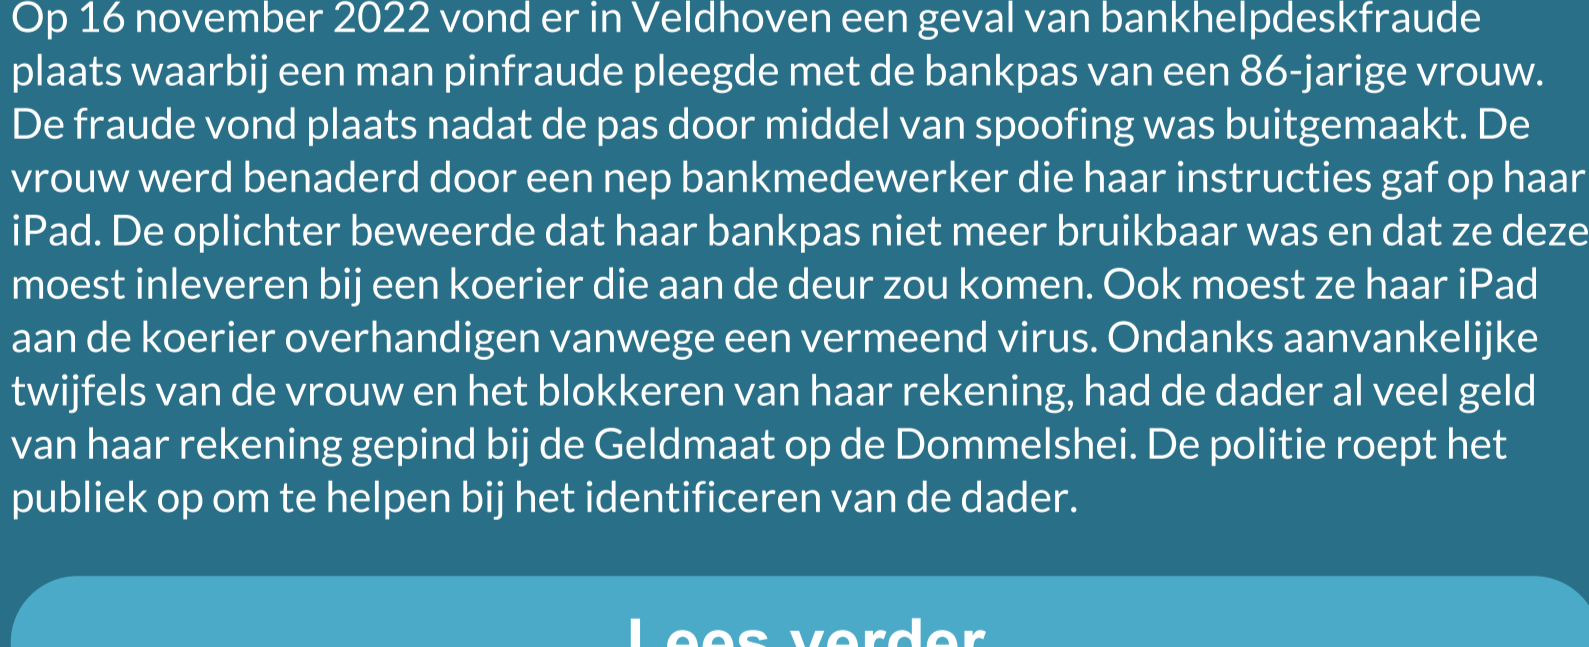 Op 16 november 2022 vond er in Veldhoven een geval van bankhelpdeskfraude
plaats waarbij een man pinfraude pleegde met de bankpas van een 86-jarige vrouw.
De fraude vond plaats nadat de pas door middel van spoofing was buitgemaakt. De
vrouw werd benaderd door een nep bankmedewerker die haar instructies gaf op haar
iPad. De oplichter beweerde dat haar bankpas niet meer bruikbaar was en dat ze deze
moest inleveren bij een koerier die aan de deur zou komen. Ook moest ze haar iPad
aan de koerier overhandigen vanwege een vermeend virus. Ondanks aanvankelijke
twijfels van de vrouw en het blokkeren van haar rekening, had de dader al veel geld
van haar rekening gepind bij de Geldmaat op de Dommelshei. De politie roept het
publiek op om te helpen bij het identificeren van de dader.
Lees verder